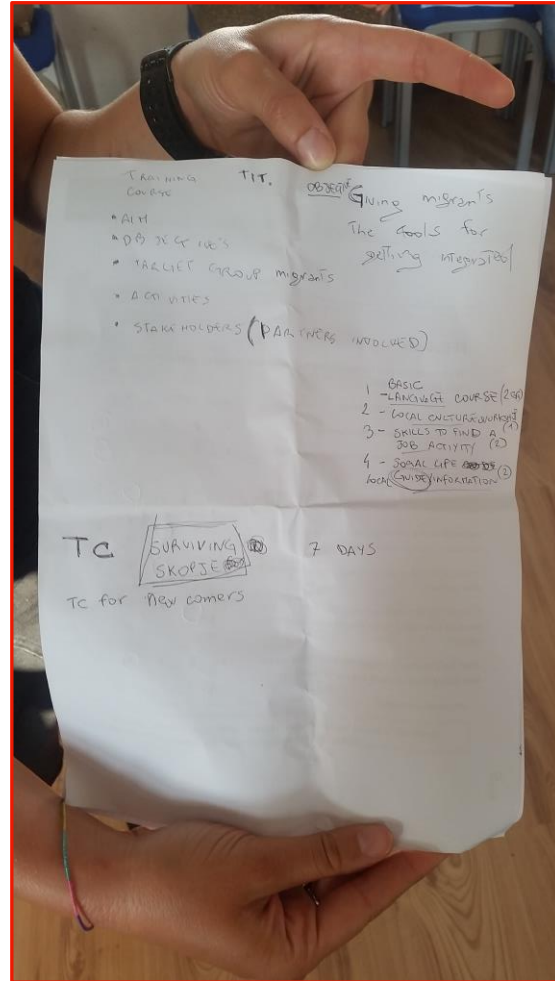 TRAINING
COURSE
TIT.
• AIM
• OBJECTIVES
• TARGET GROUP migrants
• ACTIVITIES
• STAKEHOLDERS (PARTNERS INVOLVED)
Giving migrants
The tools for
getting integrated
1 BASIC
- LANGUAGE COURSE
2 - LOCAL CULTURE
3 - SKILLS TO FIND A (1)
JOB ACTIVITY (2)
4 - SOCIAL LIFE
LOCAL GUIDE/INFORMATION (2)
TC SURVIVING 7 DAYS
SKOPJE
TC for new comers